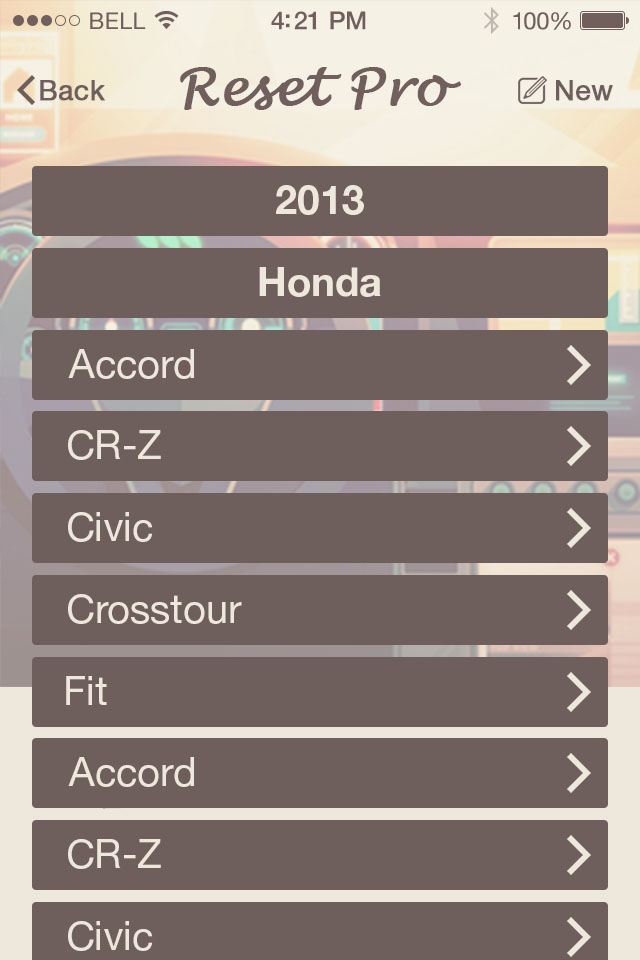 BELL 4:21 PM 100%
Back Reset Pro New
2013
Honda
Accord
CR-Z
Civic
Crosstour
Fit
Accord
CR-Z
Civic